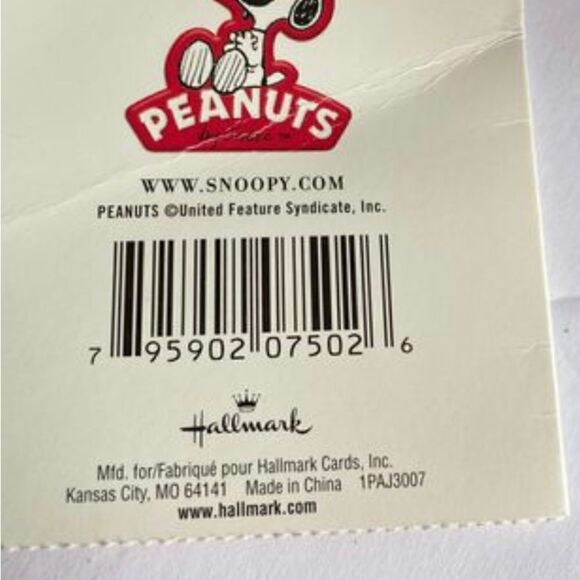 PEANUTS
WWW.SNOOPY.COM
PEANUTS ©United Feature Syndicate, Inc.
7 95902 07502 6
Hallmark
Mfd. for/Fabriqué pour Hallmark Cards, Inc.
Kansas City, MO 64141 Made in China 1PAJ3007
www.hallmark.com